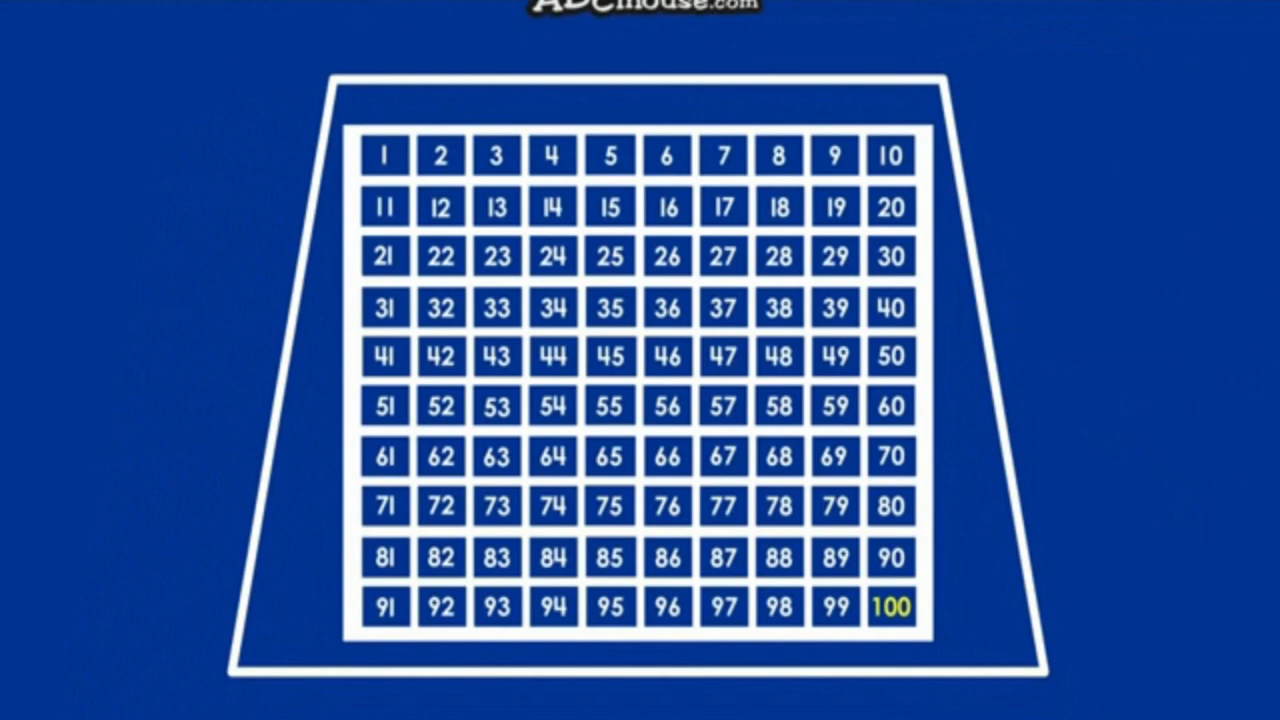 ABCmouse.com
1 2 3 4 5 6 7 8 9 10
11 12 13 14 15 16 17 18 19 20
21 22 23 24 25 26 27 28 29 30
31 32 33 34 35 36 37 38 39 40
41 42 43 44 45 46 47 48 49 50
51 52 53 54 55 56 57 58 59 60
61 62 63 64 65 66 67 68 69 70
71 72 73 74 75 76 77 78 79 80
81 82 83 84 85 86 87 88 89 90
91 92 93 94 95 96 97 98 99 100